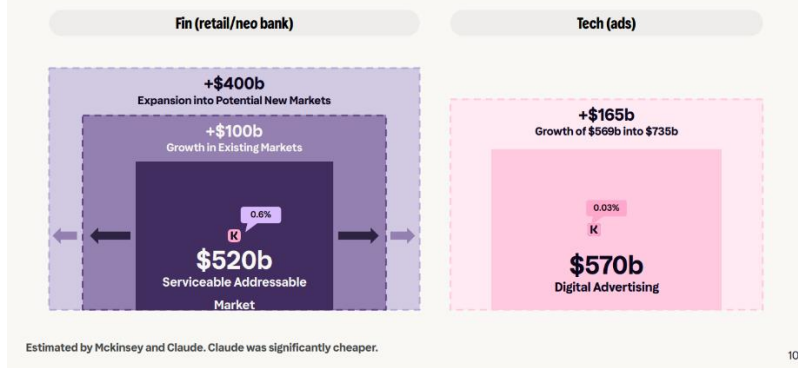 Fin (retail/neo bank)
+$400b
Expansion into Potential New Markets
+$100b
Growth in Existing Markets
0.6%
K
$520b
Serviceable Addressable
Market
Tech (ads)
+$165b
Growth of $569b into $735b
0.03%
K
$570b
Digital Advertising
Estimated by Mckinsey and Claude. Claude was significantly cheaper.
10